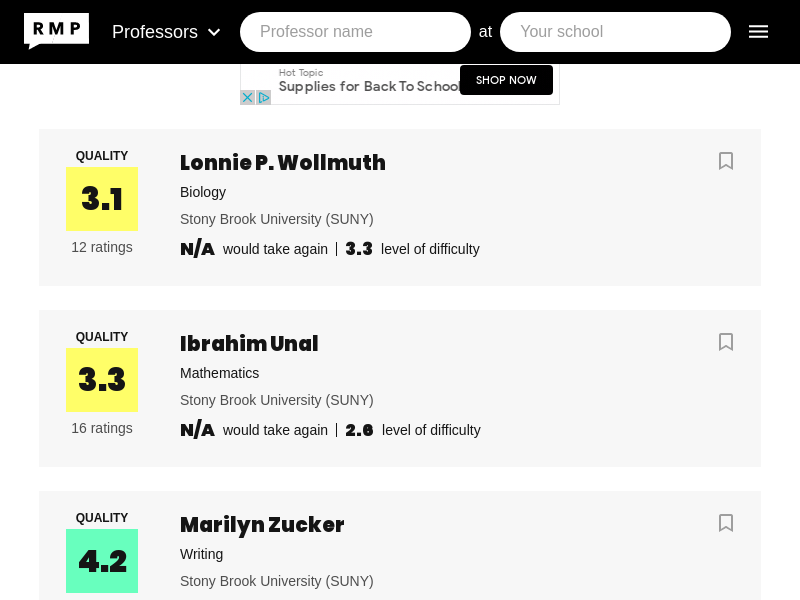 RMP Professors Professor name at Your school
Hot Topic
Supplies for Back To School
SHOP NOW
QUALITY
3.1
12 ratings
Lonnie P. Wollmuth
Biology
Stony Brook University (SUNY)
N/A would take again | 3.3 level of difficulty
QUALITY
3.3
16 ratings
Ibrahim Unal
Mathematics
Stony Brook University (SUNY)
N/A would take again | 2.6 level of difficulty
QUALITY
4.2
Marilyn Zucker
Writing
Stony Brook University (SUNY)